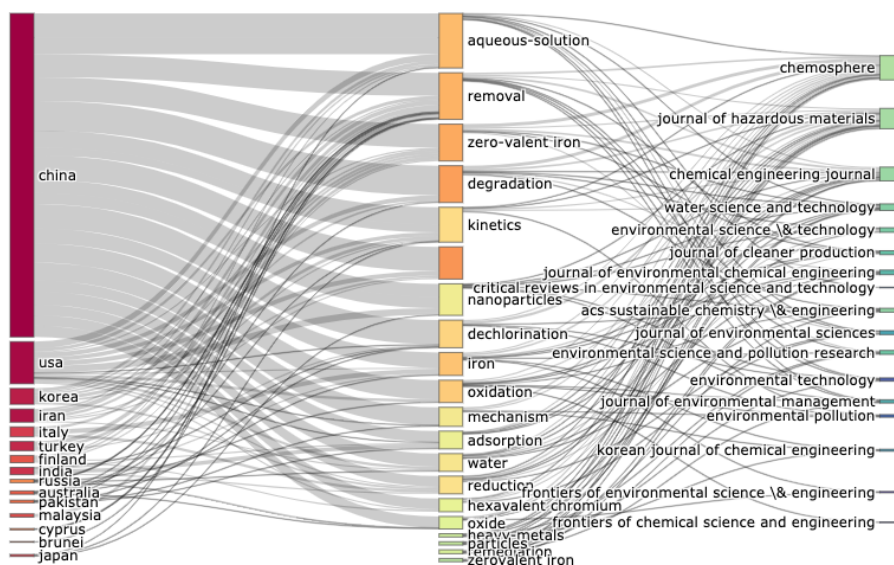 china
usa
korea
iran
italy
turkey
finland
india
russia
australia
pakistan
malaysia
cyprus
brunei
japan
aqueous-solution
removal
zero-valent iron
degradation
kinetics
nanoparticles
dechlorination
iron
oxidation
mechanism
adsorption
water
reduction
hexavalent chromium
oxide
heavy-metals
particles
remediation
zerovalent iron
chemosphere
journal of hazardous materials
chemical engineering journal
water science and technology
environmental science \& technology
journal of cleaner production
journal of environmental chemical engineering
critical reviews in environmental science and technology
acs sustainable chemistry \& engineering
journal of environmental sciences
environmental science and pollution research
environmental technology
journal of environmental management
environmental pollution
korean journal of chemical engineering
frontiers of environmental science \& engineering
frontiers of chemical science and engineering